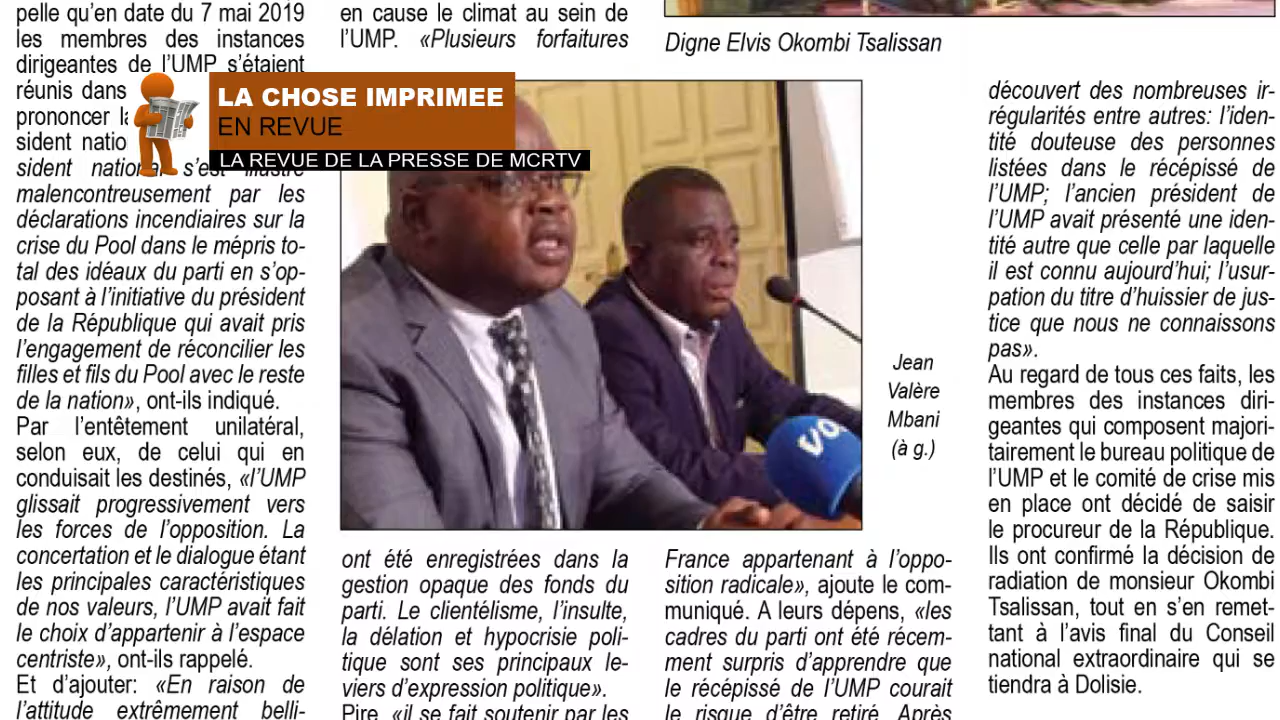 pelle qu'en date du 7 mai 2019
les membres des instances
dirigeantes de l'UMP s'étaient
réunis dans
prononcer
sident
sident national s'est illustré
malencontreusement par les
déclarations incendiaires sur la
crise du Pool dans le mépris to-
tal des idéaux du parti en s'op-
posant à l'initiative du président
de la République qui avait pris
l'engagement de réconcilier les
filles et fils du Pool avec le reste
de la nation», ont-ils indiqué.
Par l'entêtement unilatéral,
selon eux, de celui qui en
conduisait les destinés, «l'UMP
glissait progressivement vers
les forces de l'opposition. La
concertation et le dialogue étant
les principales caractéristiques
de nos valeurs, l'UMP avait fait
le choix d'appartenir à l'espace
centriste», ont-ils rappelé.
Et d'ajouter: «En raison de
l'attitude extrêmement belli-
LA CHOSE IMPRIMEE
EN REVUE
LA REVUE DE LA PRESSE DE MCRTV
en cause le climat au sein de
l'UMP. «Plusieurs forfaitures
ont été enregistrées dans la
gestion opaque des fonds du
parti. Le clientélisme, l'insulte,
la délation et hypocrisie poli-
tique sont ses principaux le-
viers d'expression politique».
Pire, «il se fait soutenir par les
Digne Elvis Okombi Tsalissan
Jean
Valère
Mbani
(à g.)
voa
France appartenant à l'oppo-
sition radicale», ajoute le com-
muniqué. A leurs dépens, «les
cadres du parti ont été récem-
ment surpris d'apprendre que
le récépissé de l'UMP courait
le risque d'être retiré. Après
découvert des nombreuses ir-
régularités entre autres: l'iden-
tité douteuse des personnes
listées dans le récépissé de
l'UMP; l'ancien président de
l'UMP avait présenté une iden-
tité autre que celle par laquelle
il est connu aujourd'hui; l'usur-
pation du titre d'huissier de jus-
tice que nous ne connaissons
pas».
Au regard de tous ces faits, les
membres des instances diri-
geantes qui composent majori-
tairement le bureau politique de
l'UMP et le comité de crise mis
en place ont décidé de saisir
le procureur de la République.
Ils ont confirmé la décision de
radiation de monsieur Okombi
Tsalissan, tout en s'en remet-
tant à l'avis final du Conseil
national extraordinaire qui se
tiendra à Dolisie.